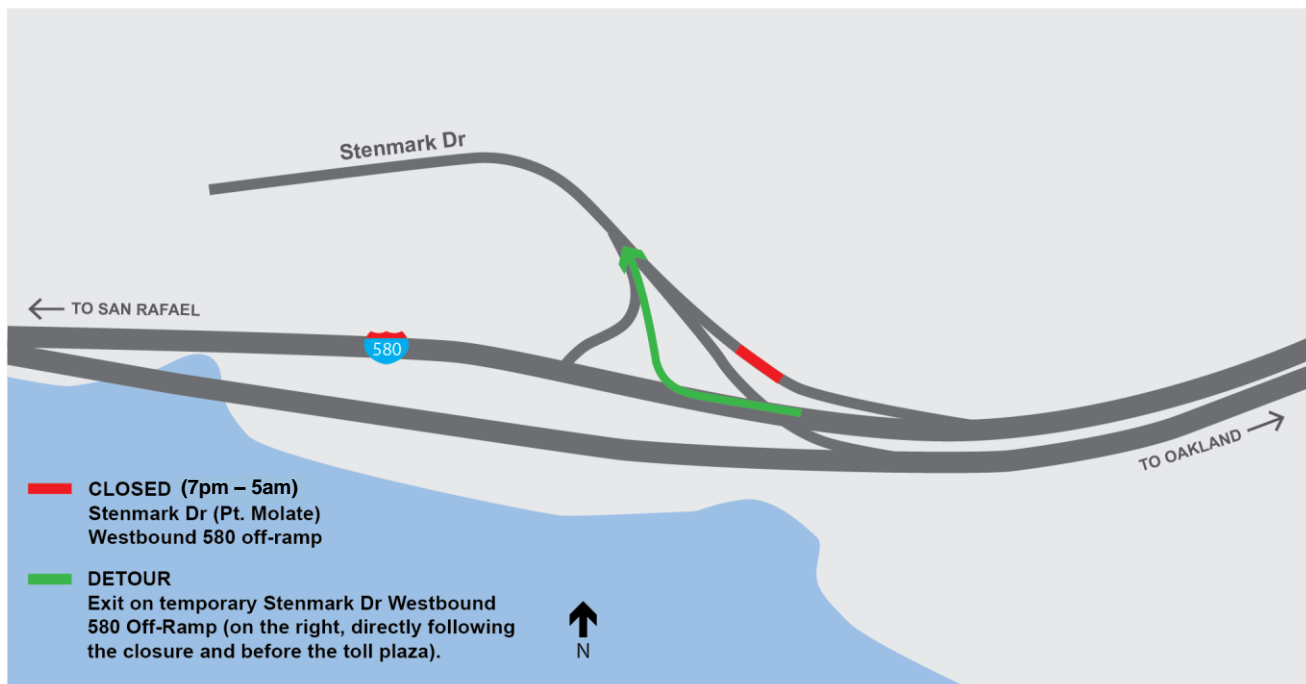 Stenmark Dr
TO SAN RAFAEL
580
TO OAKLAND
CLOSED (7pm – 5am)
Stenmark Dr (Pt. Molate)
Westbound 580 off-ramp
DETOUR
Exit on temporary Stenmark Dr Westbound
580 Off-Ramp (on the right, directly following
the closure and before the toll plaza).
N